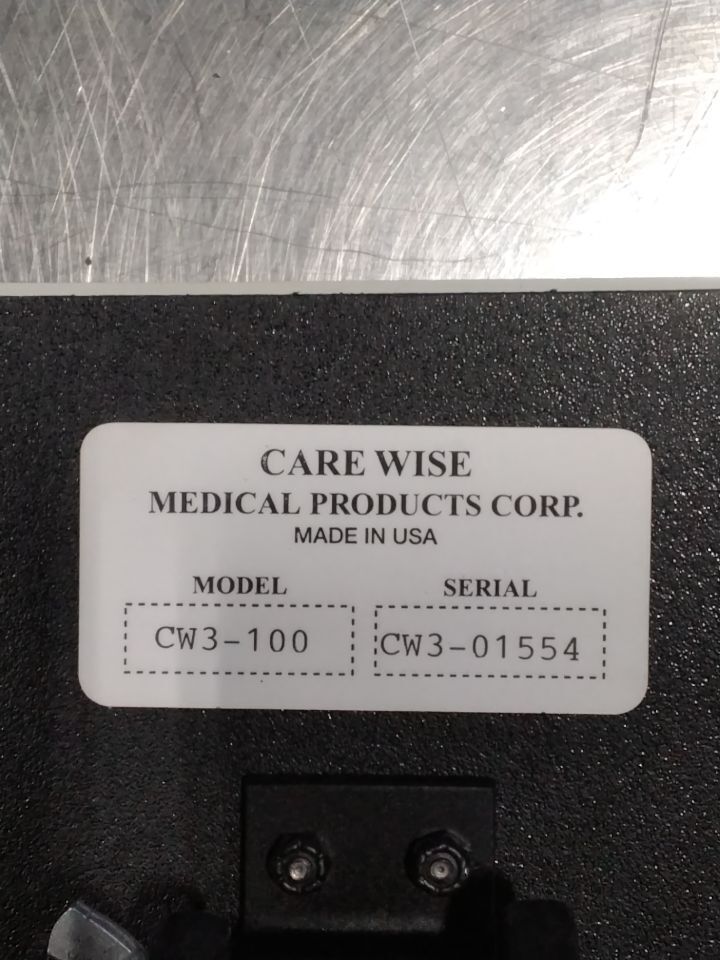 CARE WISE
MEDICAL PRODUCTS CORP.
MADE IN USA
MODEL SERIAL
CW3-100 CW3-01554